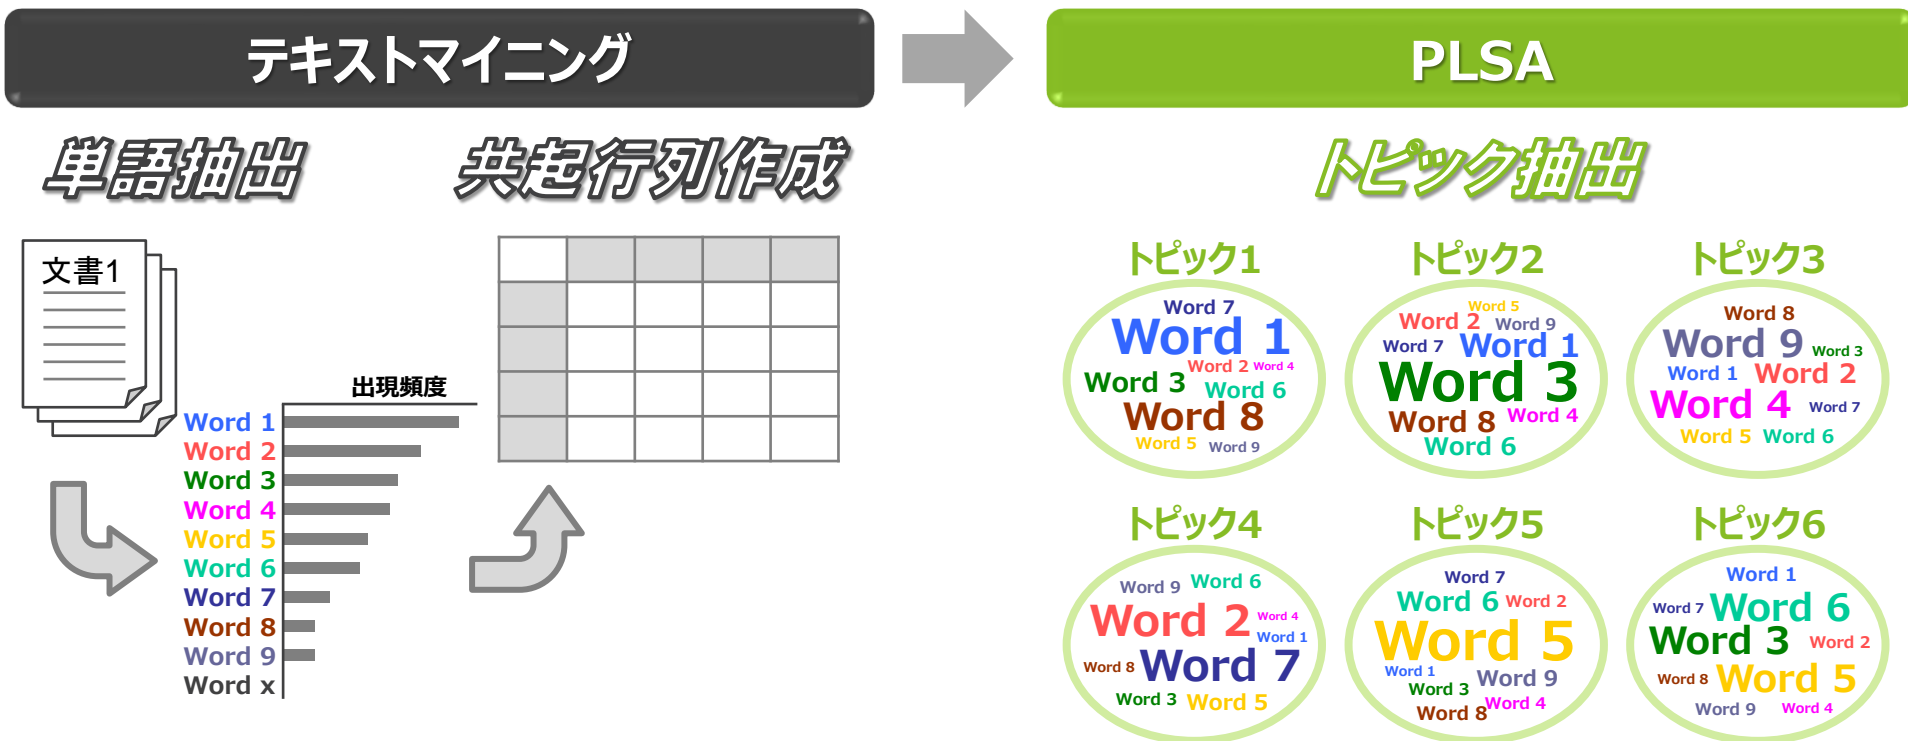 テキストマイニング
PLSA
単語抽出
共起行列作成
トピック抽出
文書1
出現頻度
Word 1
Word 2
Word 3
Word 4
Word 5
Word 6
Word 7
Word 8
Word 9
Word x
トピック1
Word 7
Word 1
Word 2 Word 4
Word 3 Word 6
Word 8
Word 5 Word 9
トピック2
Word 5
Word 2 Word 9
Word 7 Word 1
Word 3
Word 8 Word 4
Word 6
トピック3
Word 8
Word 9 Word 3
Word 1 Word 2
Word 4 Word 7
Word 5 Word 6
トピック4
Word 9 Word 6
Word 2 Word 4
Word 1
Word 8 Word 7
Word 3 Word 5
トピック5
Word 7
Word 6 Word 2
Word 5
Word 1 Word 9
Word 3 Word 4
Word 8
トピック6
Word 1
Word 7 Word 6
Word 3 Word 2
Word 8 Word 5
Word 9 Word 4